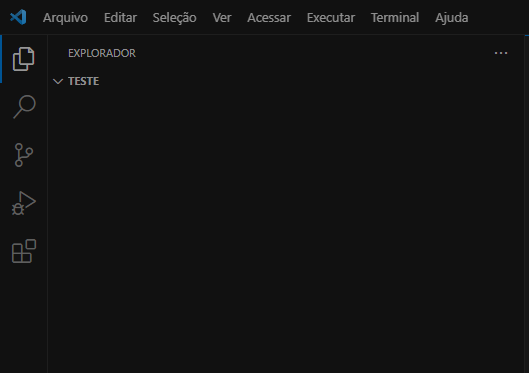 Arquivo Editar Seleção Ver Acessar Executar Terminal Ajuda
EXPLORADOR
TESTE